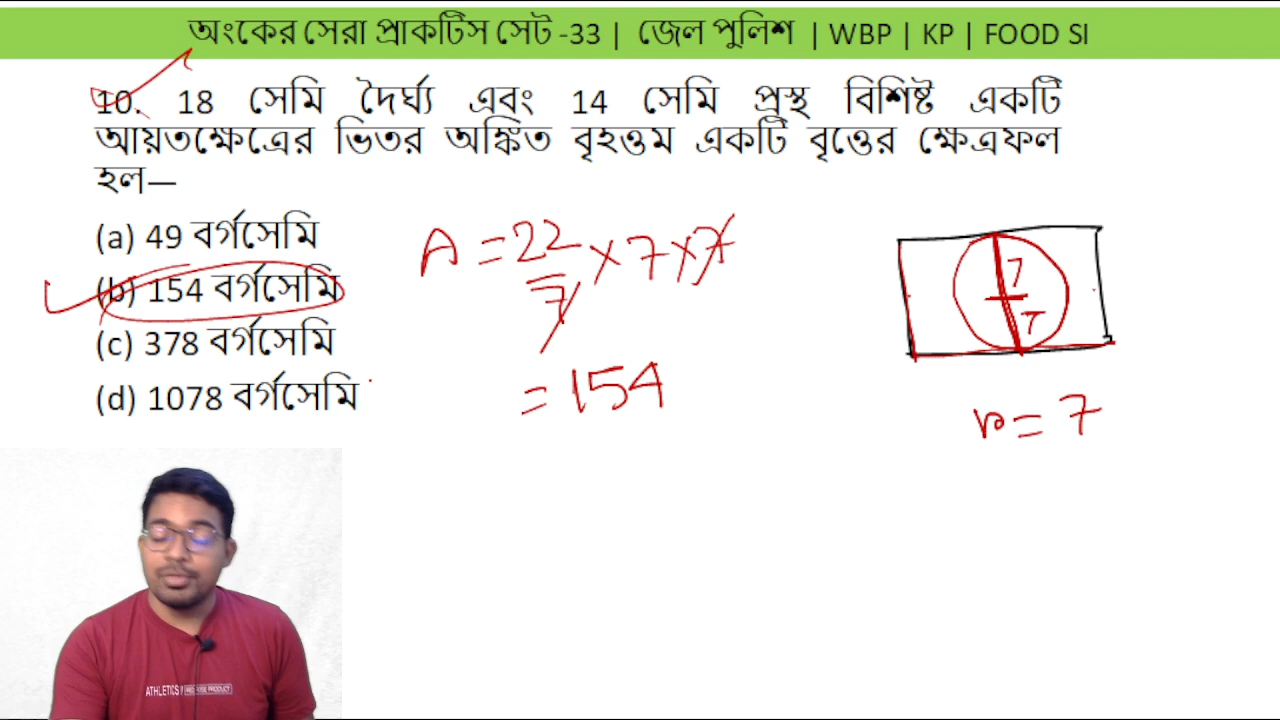 অংকের সেরা প্রাকটিস সেট -33 | জেল পুলিশ | WBP | KP | FOOD SI
10. 18 সেমি দৈর্ঘ্য এবং 14 সেমি প্রস্থ বিশিষ্ট একটি
আয়তক্ষেত্রের ভিতর অঙ্কিত বৃহত্তম একটি বৃত্তের ক্ষেত্রফল
হল—
(a) 49 বর্গসেমি
(b) 154 বর্গসেমি
(c) 378 বর্গসেমি
(d) 1078 বর্গসেমি
A = 22/7 × 7 × 7
= 154
7
7
r = 7
ATHLETICS